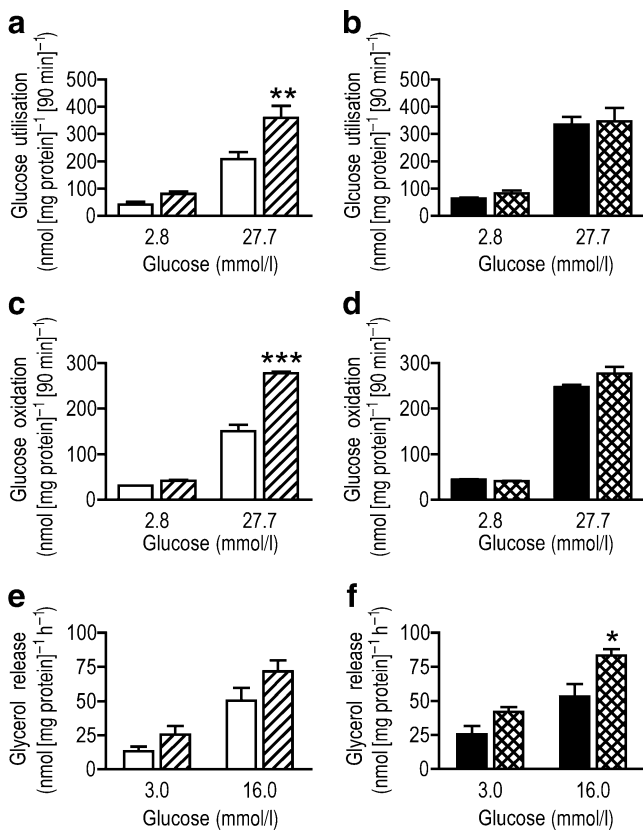 a
Glucose utilisation
(nmol [mg protein]⁻¹ [90 min]⁻¹)
500
400
300
200
100
0
**
2.8
27.7
Glucose (mmol/l)
b
Glcuose utilisation
(nmol [mg protein]⁻¹ [90 min]⁻¹)
500
400
300
200
100
0
2.8
27.7
Glucose (mmol/l)
c
Glucose oxidation
(nmol [mg protein]⁻¹ [90 min]⁻¹)
300
200
100
0
***
2.8
27.7
Glucose (mmol/l)
d
Glucose oxidation
(nmol [mg protein]⁻¹ [90 min]⁻¹)
300
200
100
0
2.8
27.7
Glucose (mmol/l)
e
Glycerol release
(nmol [mg protein]⁻¹ h⁻¹)
100
75
50
25
0
3.0
16.0
Glucose (mmol/l)
f
Glycerol release
(nmol [mg protein]⁻¹ h⁻¹)
100
75
50
25
0
*
3.0
16.0
Glucose (mmol/l)